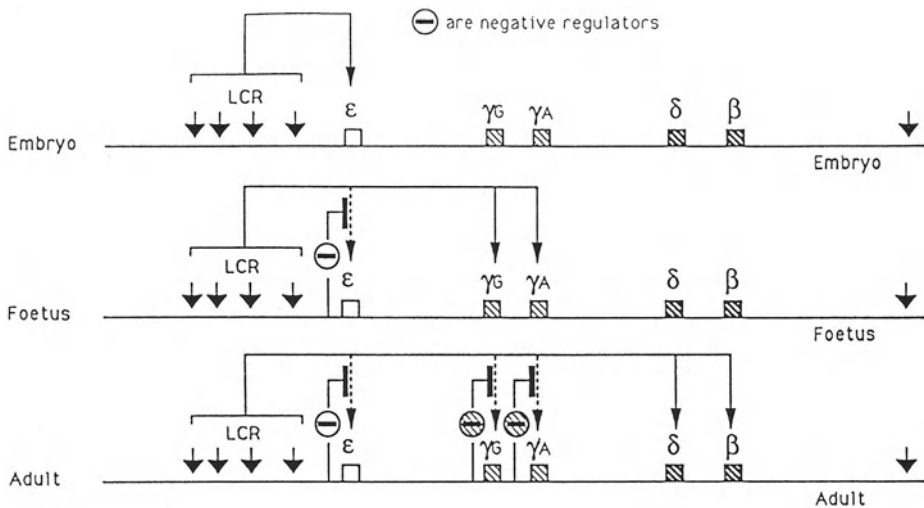 ⊖ are negative regulators
LCR
ε γG γA δ β
Embryo
Embryo
LCR
ε γG γA δ β
Foetus
Foetus
LCR
ε γG γA δ β
Adult
Adult